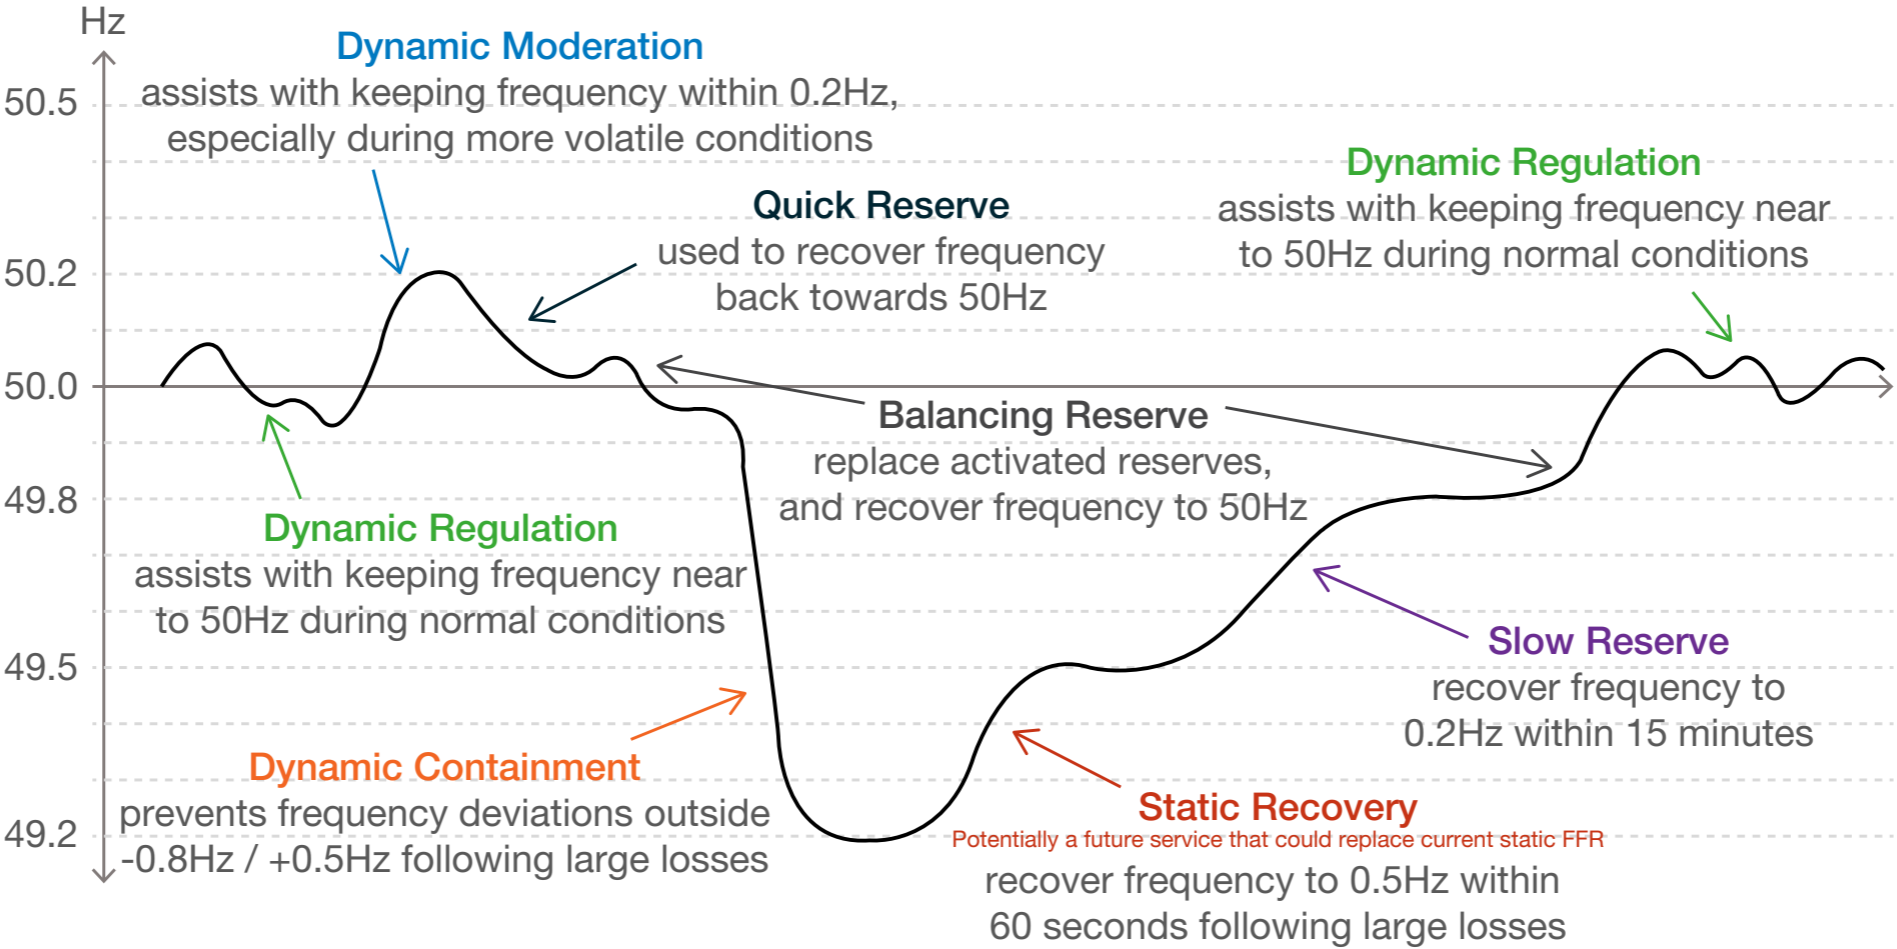 Hz
50.5
50.2
50.0
49.8
49.5
49.2
Dynamic Moderation
assists with keeping frequency within 0.2Hz,
especially during more volatile conditions
Quick Reserve
used to recover frequency
back towards 50Hz
Dynamic Regulation
assists with keeping frequency near
to 50Hz during normal conditions
Balancing Reserve
replace activated reserves,
and recover frequency to 50Hz
Dynamic Regulation
assists with keeping frequency near
to 50Hz during normal conditions
Slow Reserve
recover frequency to
0.2Hz within 15 minutes
Dynamic Containment
prevents frequency deviations outside
-0.8Hz / +0.5Hz following large losses
Static Recovery
Potentially a future service that could replace current static FFR
recover frequency to 0.5Hz within
60 seconds following large losses